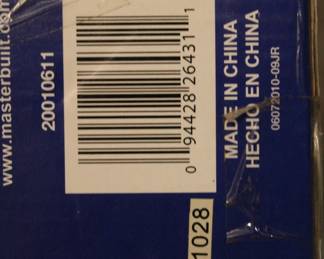 www.masterbuilt.com
20010611
0 94428 26431 1
MADE IN CHINA
HECHO EN CHINA
06072010-09JR
1028